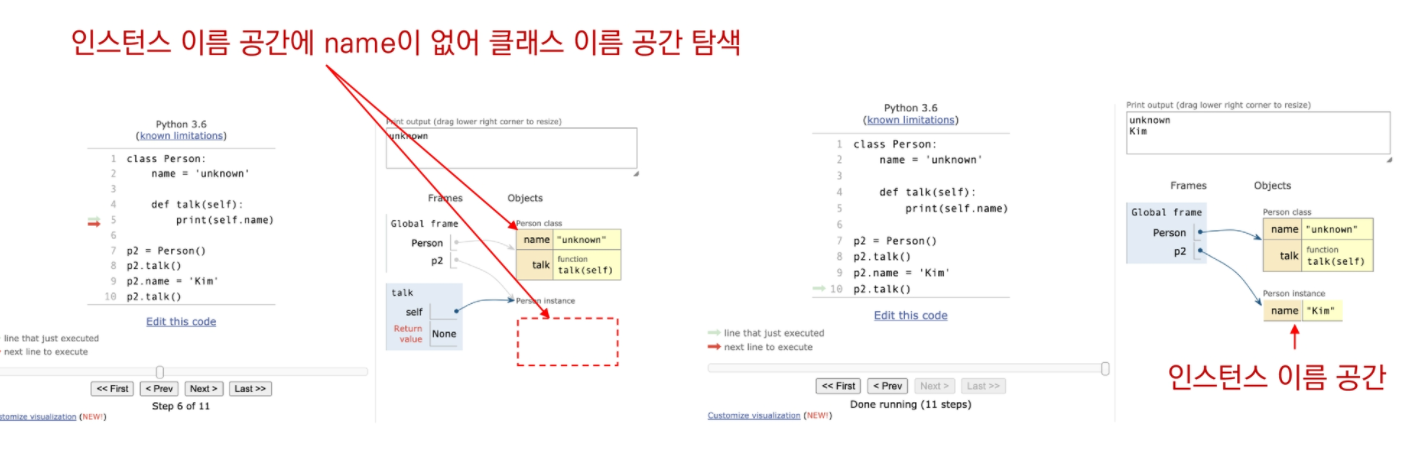 인스턴스 이름 공간에 name이 없어 클래스 이름 공간 탐색
Python 3.6
(known limitations)
1 class Person:
2 name = 'unknown'
3
4 def talk(self):
5 print(self.name)
6
7 p2 = Person()
8 p2.talk()
9 p2.name = 'Kim'
10 p2.talk()
Edit this code
line that just executed
next line to execute
<< First
< Prev
Next >
Last >>
Step 6 of 11
stomize visualization (NEW!)
Print output (drag lower right corner to resize)
unknown
Frames
Objects
Global frame
Person
p2
talk
self
Return value
None
Person class
name "unknown"
talk function
talk(self)
Person instance
Python 3.6
(known limitations)
1 class Person:
2 name = 'unknown'
3
4 def talk(self):
5 print(self.name)
6
7 p2 = Person()
8 p2.talk()
9 p2.name = 'Kim'
10 p2.talk()
Edit this code
line that just executed
next line to execute
<< First
< Prev
Next >
Last >>
Done running (11 steps)
Customize visualization (NEW!)
Print output (drag lower right corner to resize)
unknown
Kim
Frames
Objects
Global frame
Person
p2
Person class
name "unknown"
talk function
talk(self)
Person instance
name "Kim"
인스턴스 이름 공간